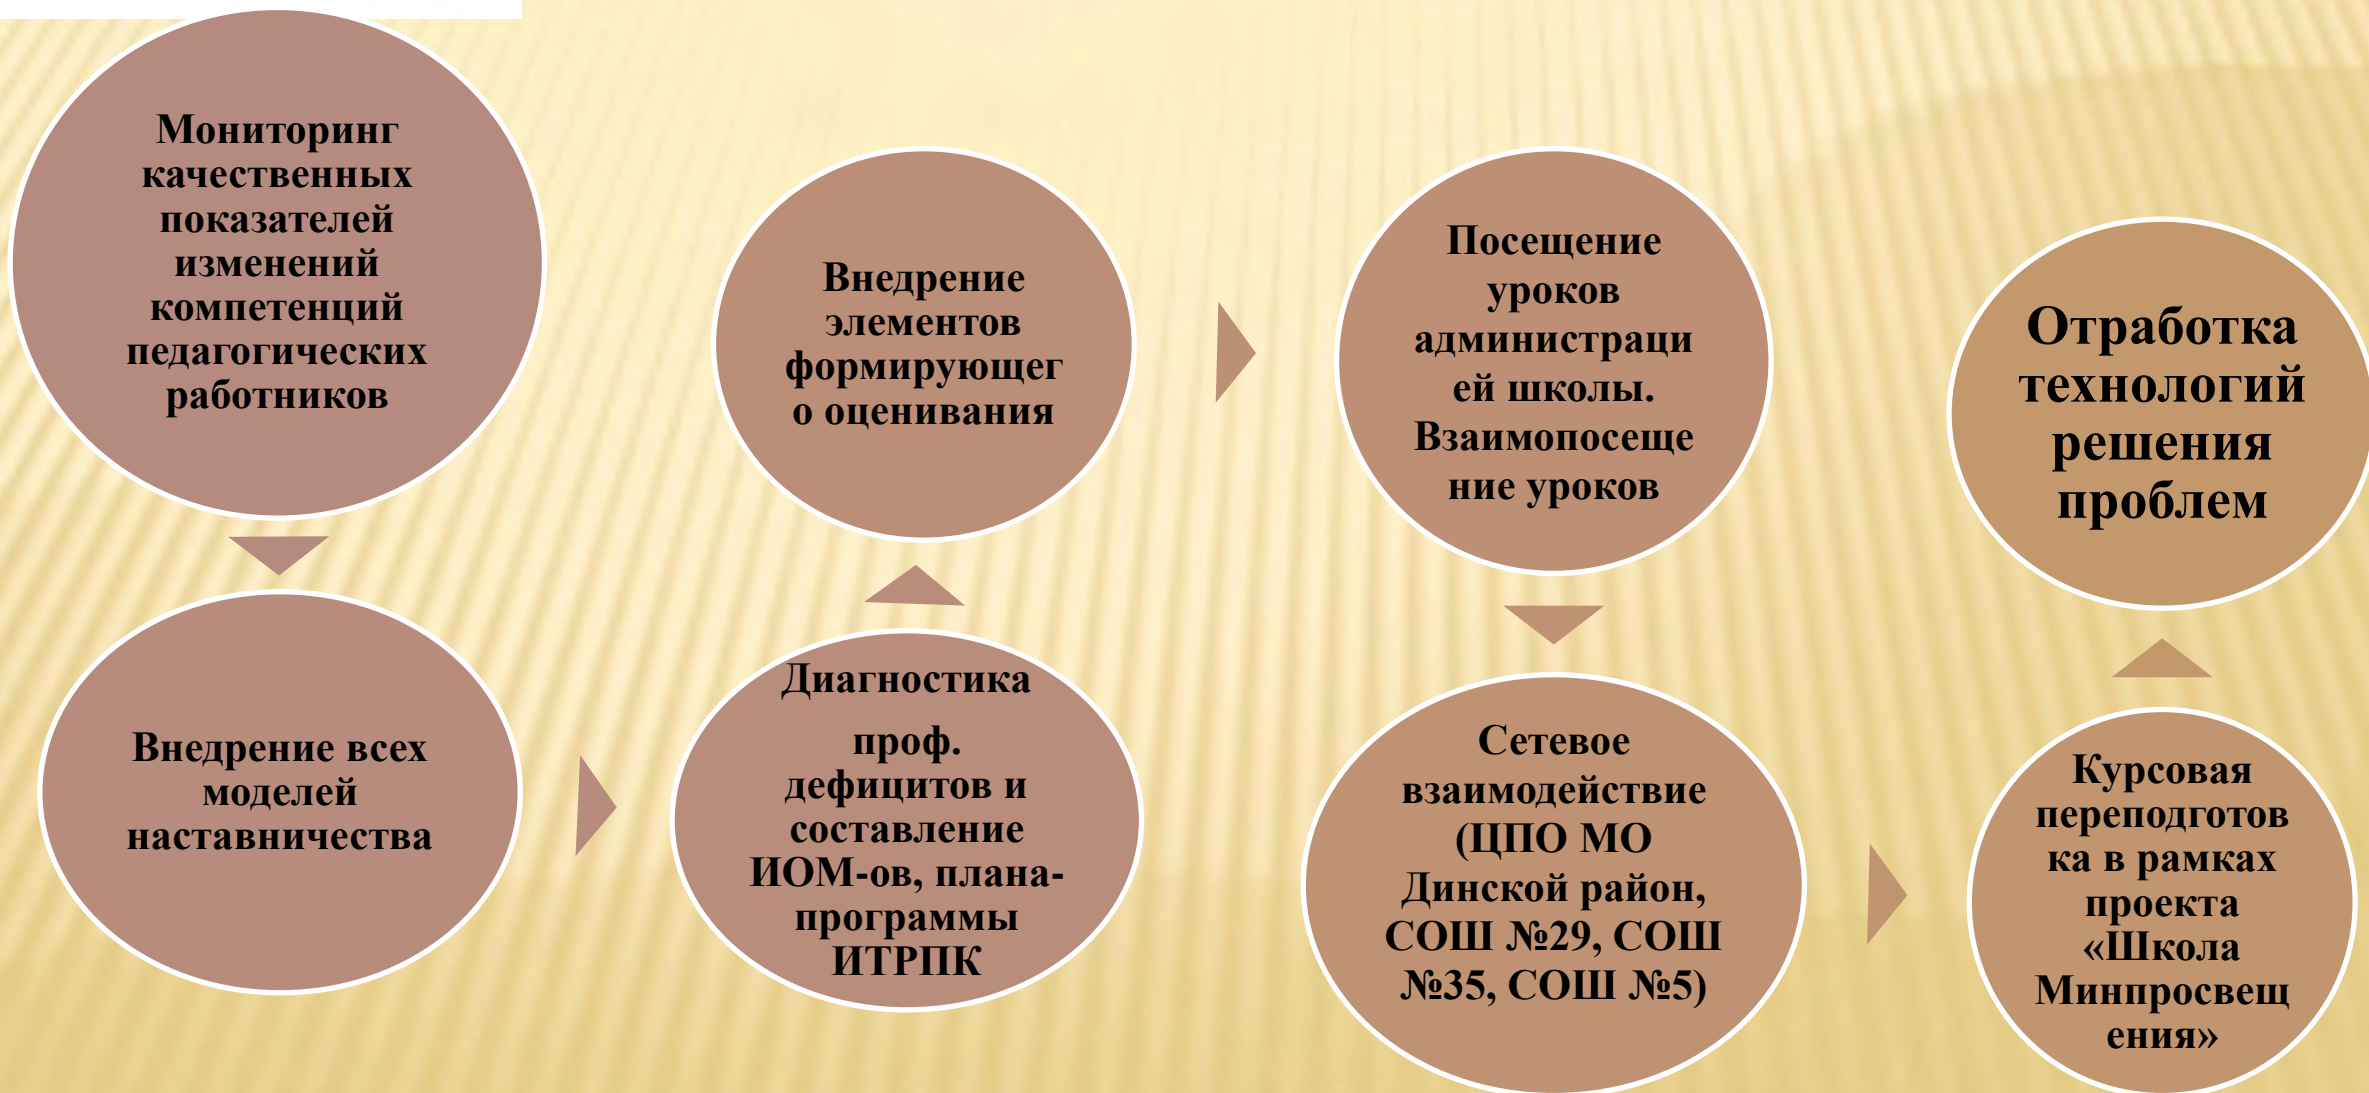 Мониторинг
качественных
показателей
изменений
компетенций
педагогических
работников
Внедрение всех
моделей
наставничества
Диагностика
проф.
дефицитов и
составление
ИОМ-ов, плана-
программы
ИТРПК
Внедрение
элементов
формирующег
о оценивания
Посещение
уроков
администраци
ей школы.
Взаимопосеще
ние уроков
Сетевое
взаимодействие
(ЦПО МО
Динской район,
СОШ №29, СОШ
№35, СОШ №5)
Курсовая
переподготов
ка в рамках
проекта
«Школа
Минпросвещ
ения»
Отработка
технологий
решения
проблем